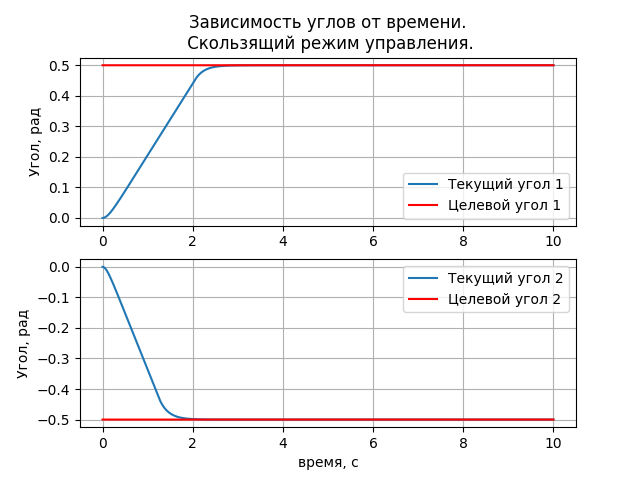 Зависимость углов от времени.
Скользящий режим управления.
Угол, рад
0.5
0.4
0.3
0.2
0.1
0.0
Текущий угол 1
Целевой угол 1
0
2
4
6
8
10
Угол, рад
0.0
−0.1
−0.2
−0.3
−0.4
−0.5
Текущий угол 2
Целевой угол 2
0
2
4
6
8
10
время, с